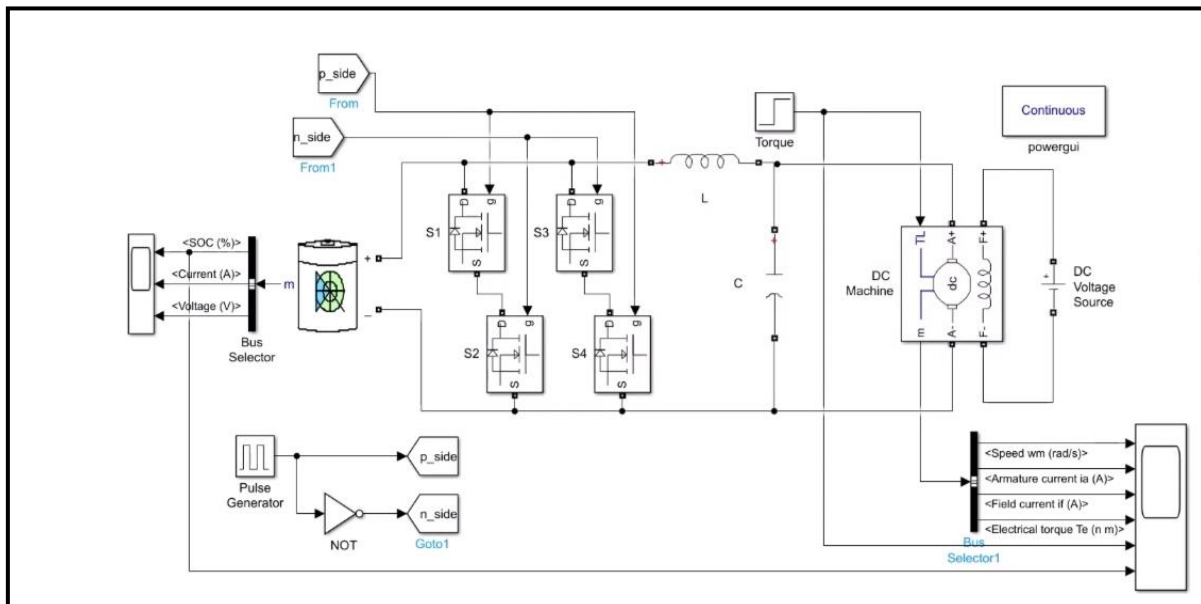 p_side
From
n_side
From1
Torque
Continuous
powergui
L
D
g
S1
S
D
g
S3
S
<SOC (%)>
<Current (A)>
<Voltage (V)>
m
Bus
Selector
+
–
+
+
C
TL
A+
F+
dc
m
A-
F-
DC
Machine
+
DC
Voltage
Source
D
g
S2
S
D
g
S4
S
Pulse
Generator
p_side
NOT
n_side
Goto1
<Speed wm (rad/s)>
<Armature current ia (A)>
<Field current if (A)>
<Electrical torque Te (n m)>
Bus
Selector1